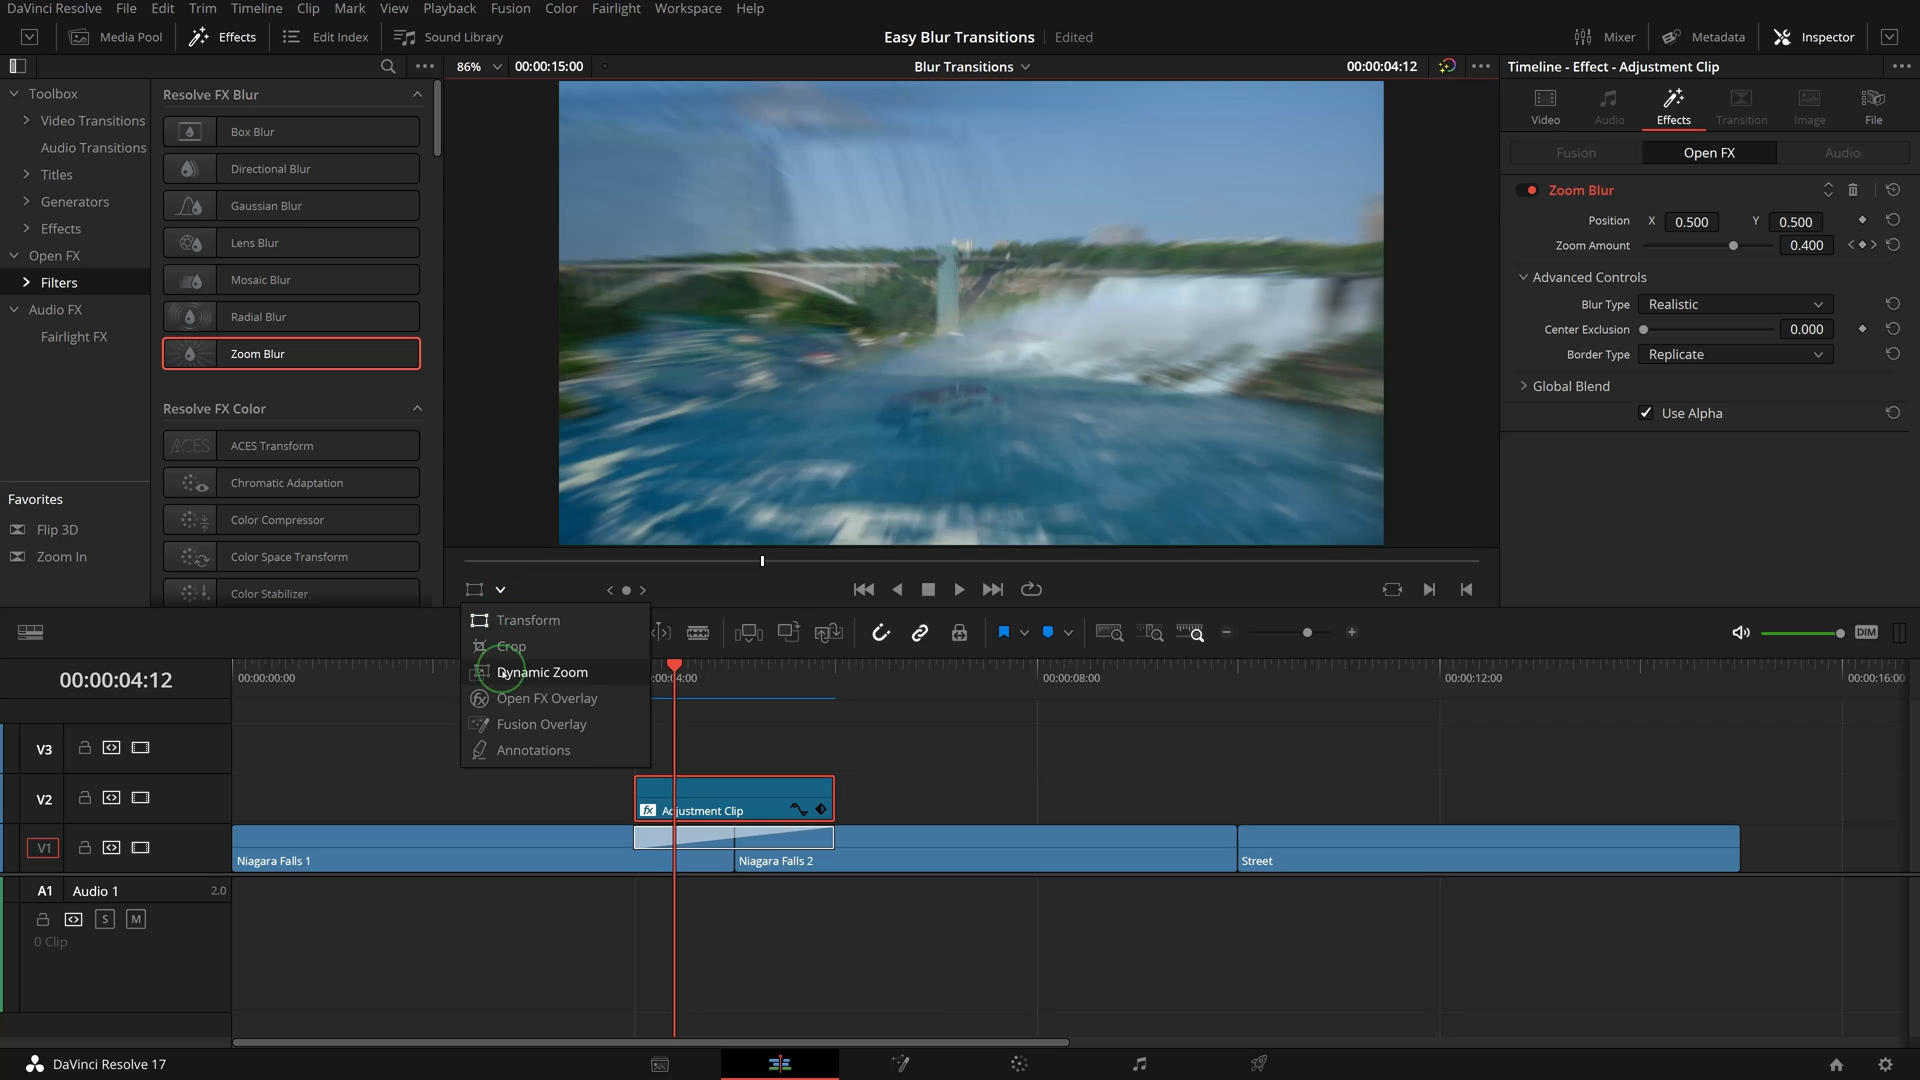 DaVinci Resolve File Edit Trim Timeline Clip Mark View Playback Fusion Color Fairlight Workspace Help
Media Pool Effects Edit Index Sound Library Easy Blur Transitions Edited Mixer Metadata Inspector
86% 00:00:15:00 Blur Transitions 00:00:04:12 Timeline - Effect - Adjustment Clip
Toolbox
Video Transitions
Audio Transitions
Titles
Generators
Effects
Open FX
Filters
Audio FX
Fairlight FX
Favorites
Flip 3D
Zoom In
Resolve FX Blur
Box Blur
Directional Blur
Gaussian Blur
Lens Blur
Mosaic Blur
Radial Blur
Zoom Blur
Resolve FX Color
ACES ACES Transform
Chromatic Adaptation
Color Compressor
Color Space Transform
Color Stabilizer
Video Audio Effects Transition Image File
Fusion Open FX Audio
Zoom Blur
Position X 0.500 Y 0.500
Zoom Amount 0.400
Advanced Controls
Blur Type Realistic
Center Exclusion 0.000
Border Type Replicate
Global Blend
Use Alpha
Transform
Crop
Dynamic Zoom
Open FX Overlay
Fusion Overlay
Annotations
DIM
00:00:04:12
00:00:00:00 :00:04:00 00:00:08:00 00:00:12:00 00:00:16:00
V3
V2
fx Adjustment Clip
V1
Niagara Falls 1 Niagara Falls 2 Street
A1 Audio 1 2.0
S M
0 Clip
DaVinci Resolve 17